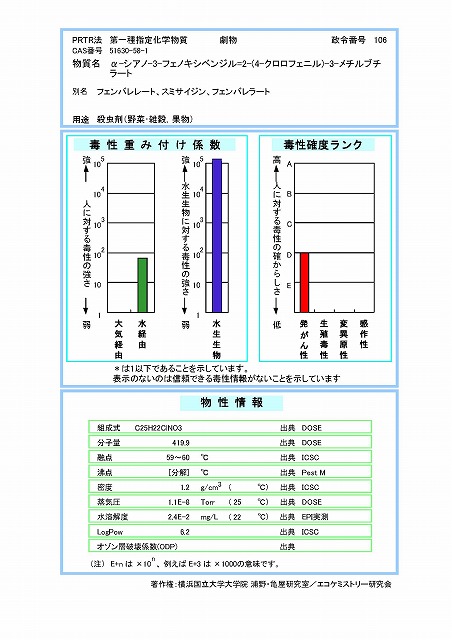 PRTR法 第一種指定化学物質 劇物 政令番号 106
CAS番号 51630-58-1
物質名 α-シアノ-3-フェノキシベンジル=2-(4-クロロフェニル)-3-メチルブチ
ラート
別名 フェンバレレート、スミサイジン、フェンバレラート
用途 殺虫剤(野菜・雑穀、果物)
毒性重み付け係数
強 人に対する毒性の強さ 弱
10^5
10^4
10^3
10^2
10
1
大気経由
水経由
強 水生生物に対する毒性の強さ 弱
10^5
10^4
10^3
10^2
10
1
水生生物
毒性確度ランク
高 人に対する毒性の確からしさ 低
A
B
C
D
E
発がん性
生殖毒性
変異原性
感作性
*は1以下であることを示しています。
表示のないのは信頼できる毒性情報がないことを示しています
物性情報
組成式 C25H22ClNO3 出典 DOSE
分子量 419.9 出典 DOSE
融点 59～60 ℃ 出典 ICSC
沸点 [分解] ℃ 出典 Pest M
密度 1.2 g/cm3 ( ℃) 出典 ICSC
蒸気圧 1.1E-8 Torr (25 ℃) 出典 DOSE
水溶解度 2.4E-2 mg/L (22 ℃) 出典 EPI実測
LogPow 6.2 出典 ICSC
オゾン層破壊係数(ODP) 出典
(注) E+n は ×10^n、例えば E+3 は ×1000の意味です。
著作権:横浜国立大学大学院 浦野・亀屋研究室／エコケミストリー研究会